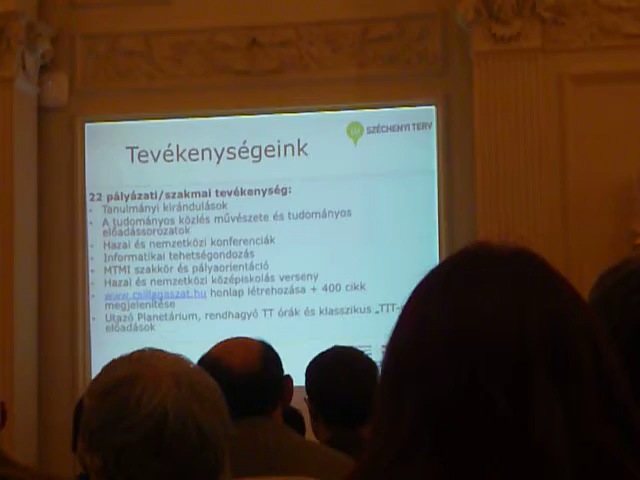 SZÉCHENYI TERV
Tevékenységeink
22 pályázati/szakmai tevékenység:
- Tanulmányi kirándulások
- A tudományos közlés művészete és tudományos
előadássorozatok
- Hazai és nemzetközi konferenciák
- Informatikai tehetséggondozás
- MTMI szakkör és pályaorientáció
- Hazai és nemzetközi középiskolás verseny
- www.csillagaszat.hu honlap létrehozása + 400 cikk
megjelenítése
- Utazó Planetárium, rendhagyó TT órák és klasszikus „TIT-
előadások